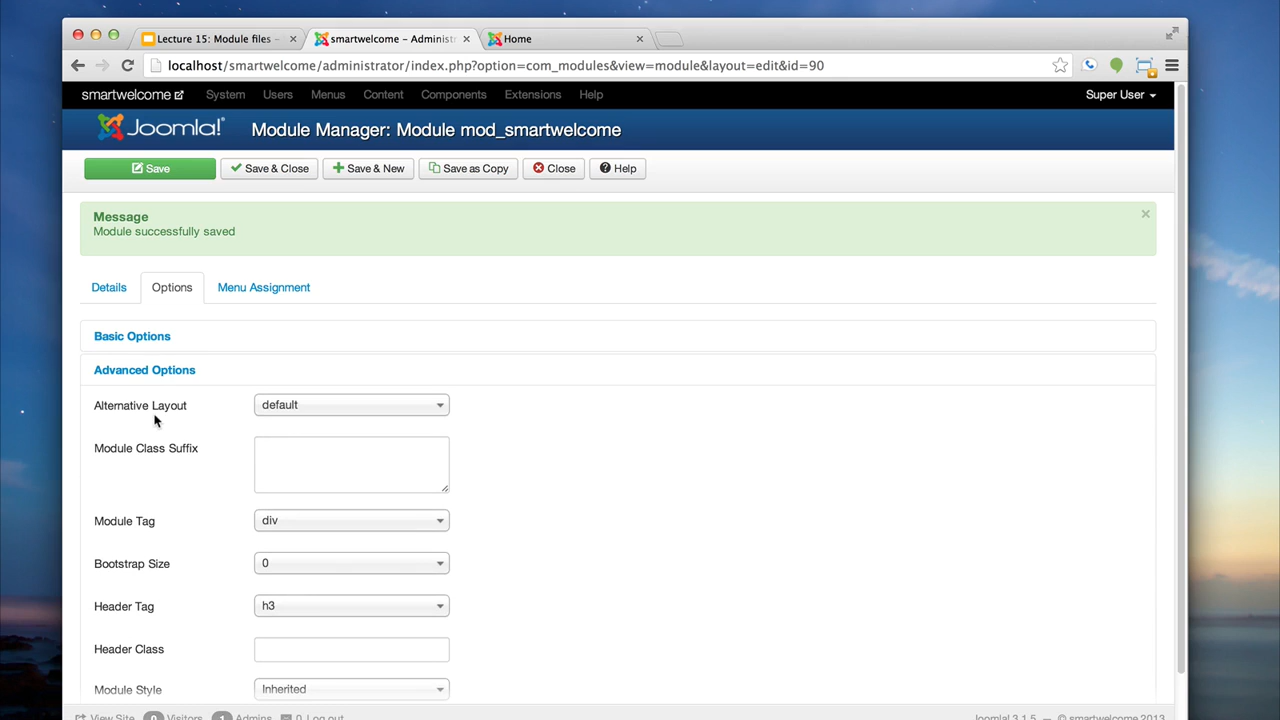 Lecture 15: Module files -
smartwelcome - Administr
Home
localhost/smartwelcome/administrator/index.php?option=com_modules&view=module&layout=edit&id=90
smartwelcome System Users Menus Content Components Extensions Help Super User
Joomla! Module Manager: Module mod_smartwelcome
Save Save & Close Save & New Save as Copy Close Help
Message
Module successfully saved
Details Options Menu Assignment
Basic Options
Advanced Options
Alternative Layout default
Module Class Suffix
Module Tag div
Bootstrap Size 0
Header Tag h3
Header Class
Module Style Inherited
View Site 0 Visitors 1 Admins 0 Log out Joomla! 3.1.5 — © smartwelcome 2013